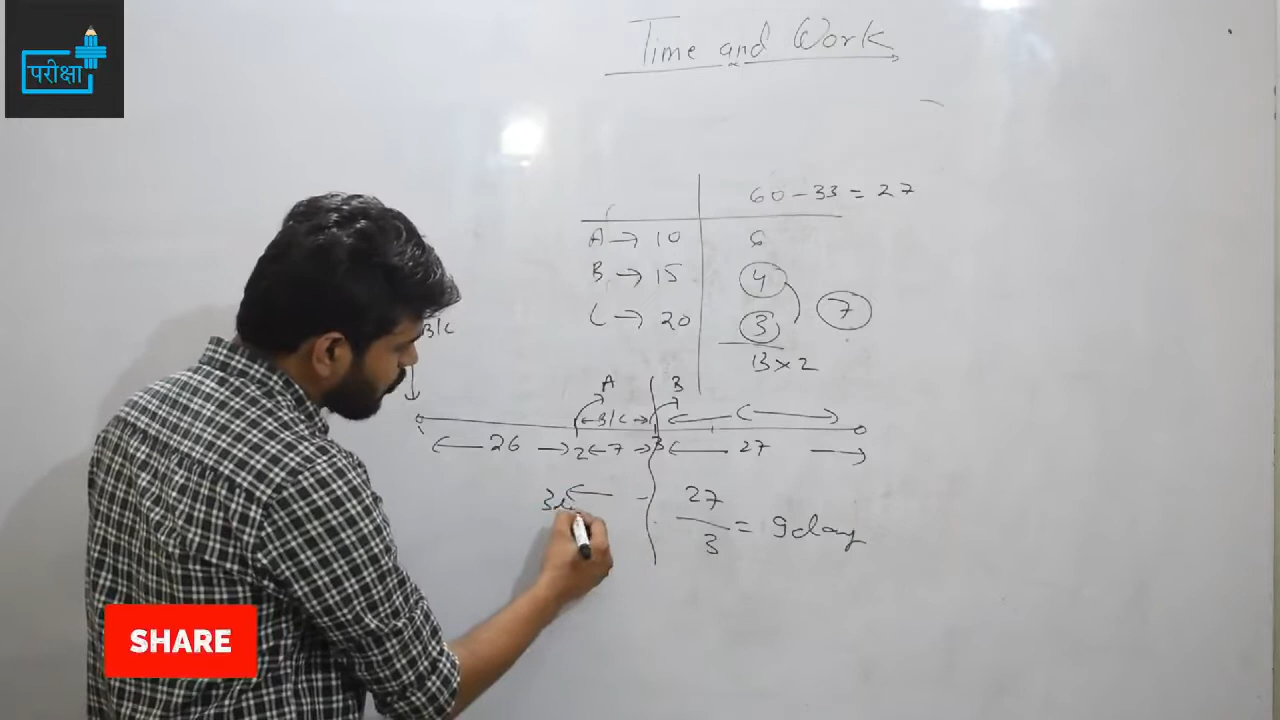 परीक्षा
Time and Work
60 - 33 = 27
A → 10 6
B → 15 4
C → 20 3
7
13 × 2
B/C
A B
B/C C
26 2 7 3 27
27
3 = 9day
SHARE